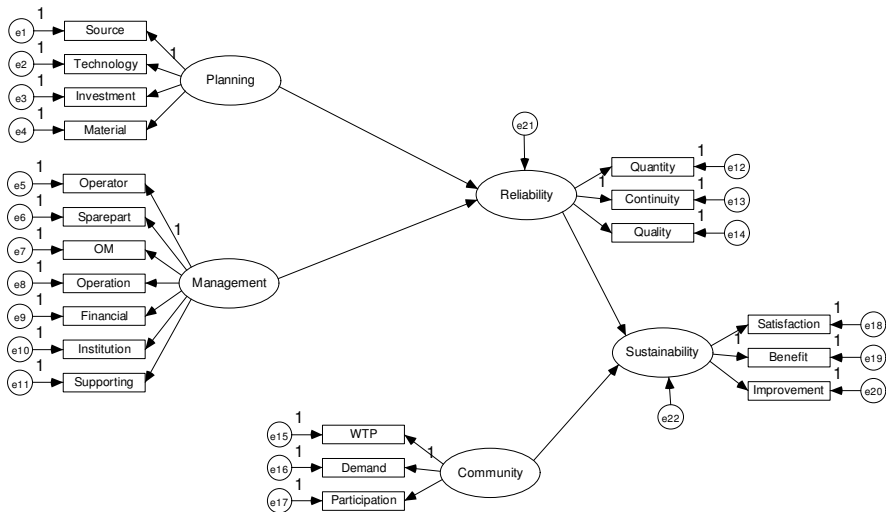 e1 1 Source
1
e2 1 Technology
Planning
e3 1 Investment
e4 1 Material
e21
e5 1 Operator
e6 1 Sparepart
1
e7 1 OM
e8 1 Operation
Management
e9 1 Financial
e10 1 Institution
e11 1 Supporting
Reliability
Quantity 1 e12
1
Continuity 1 e13
Quality 1 e14
Sustainability
Satisfaction 1 e18
1
Benefit 1 e19
Improvement 1 e20
e22
e15 1 WTP
1
e16 1 Demand
Community
e17 1 Participation